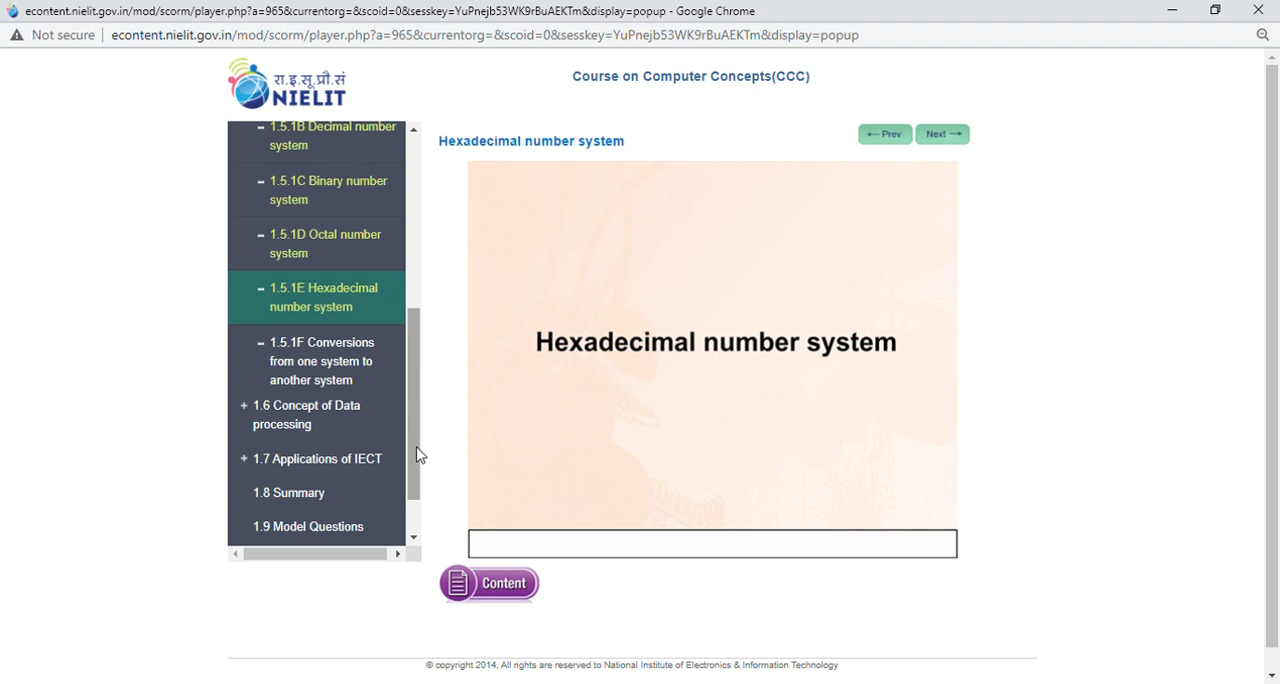 econtent.nielit.gov.in/mod/scorm/player.php?a=965&currentorg=&scoid=0&sesskey=YuPnejb53WK9rBuAEKTm&display=popup - Google Chrome
Not secure econtent.nielit.gov.in/mod/scorm/player.php?a=965&currentorg=&scoid=0&sesskey=YuPnejb53WK9rBuAEKTm&display=popup
रा.इ.सू.प्रौ.सं
NIELIT
Course on Computer Concepts(CCC)
1.5.1B Decimal number
system
1.5.1C Binary number
system
1.5.1D Octal number
system
1.5.1E Hexadecimal
number system
1.5.1F Conversions
from one system to
another system
+ 1.6 Concept of Data
processing
+ 1.7 Applications of IECT
1.8 Summary
1.9 Model Questions
Hexadecimal number system
← Prev Next →
Hexadecimal number system
Content
© copyright 2014, All rights are reserved to National Institute of Electronics & Information Technology